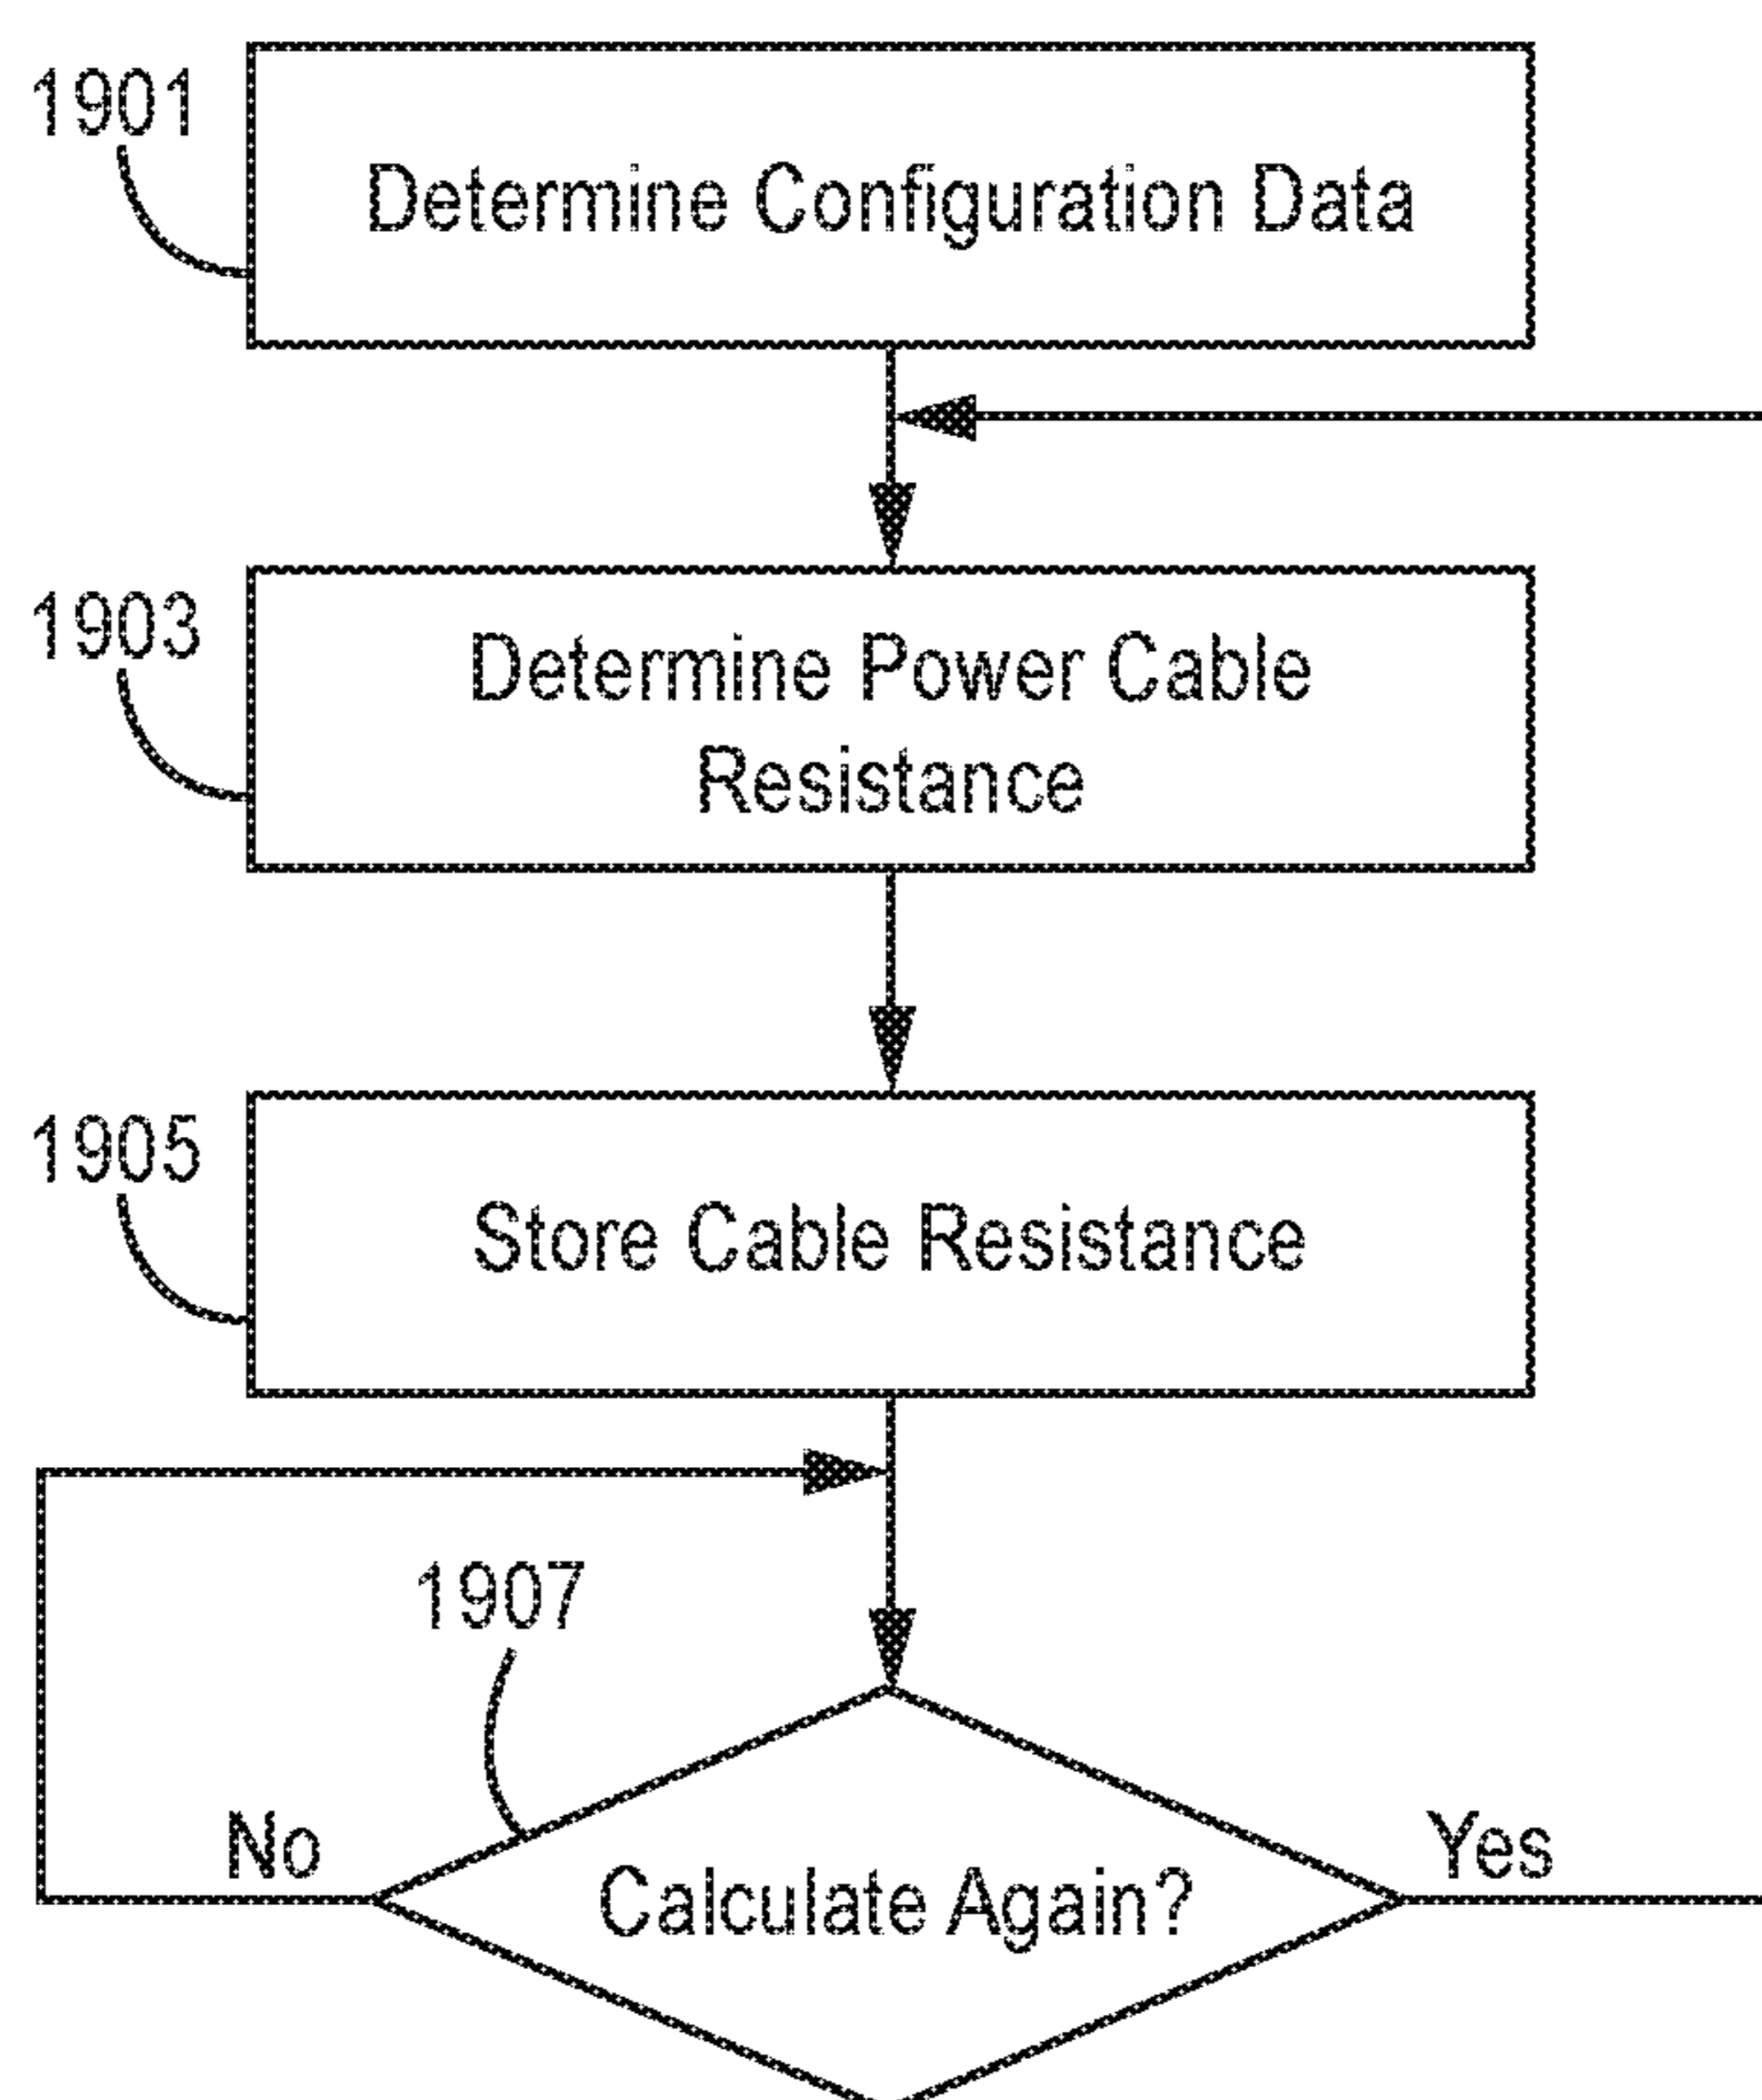 1901
Determine Configuration Data
1903
Determine Power Cable
Resistance
1905
Store Cable Resistance
1907
No
Yes
Calculate Again?